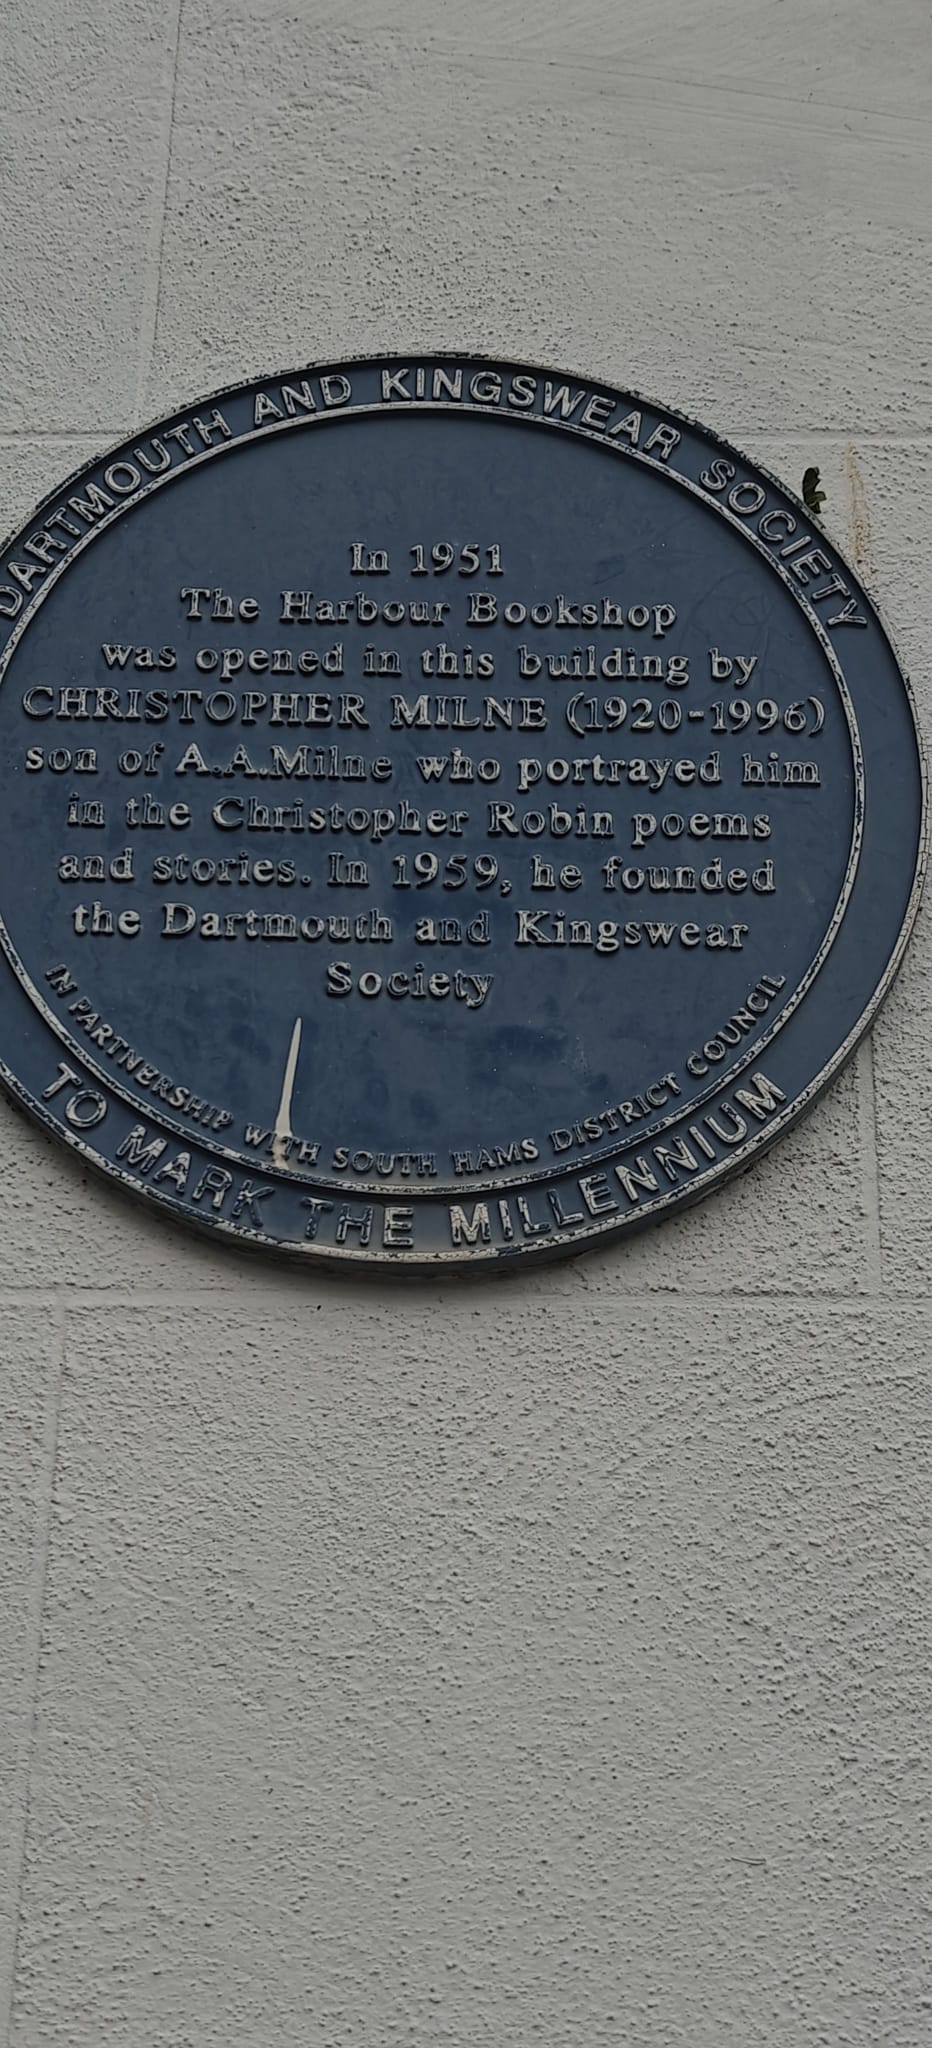 DARTMOUTH AND KINGSWEAR SOCIETY
In 1951
The Harbour Bookshop
was opened in this building by
CHRISTOPHER MILNE (1920-1996)
son of A.A.Milne who portrayed him
in the Christopher Robin poems
and stories. In 1959, he founded
the Dartmouth and Kingswear
Society
IN PARTNERSHIP WITH SOUTH HAMS DISTRICT COUNCIL
TO MARK THE MILLENNIUM